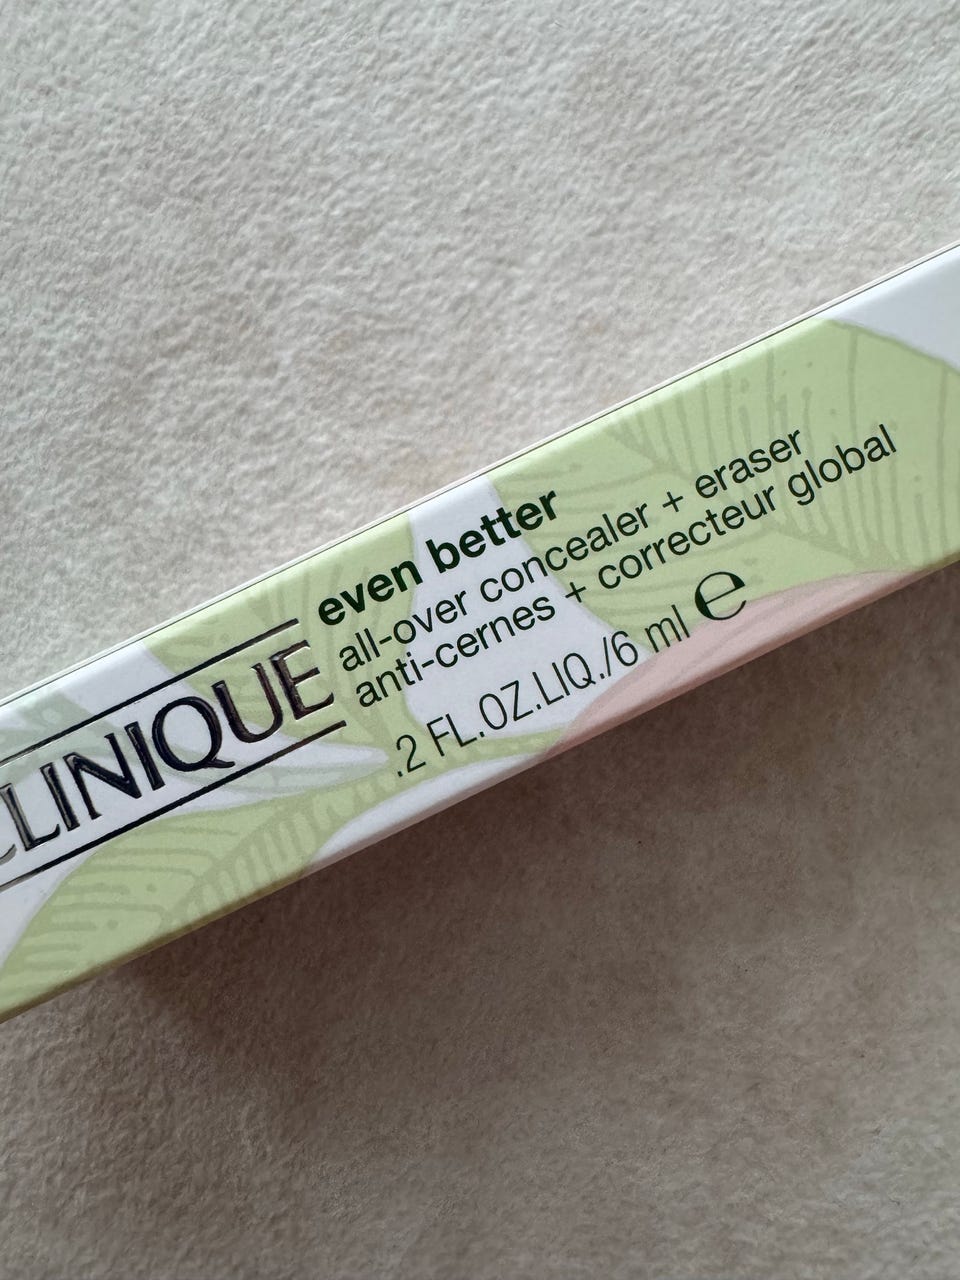 CLINIQUE
even better
all-over concealer + eraser
anti-cernes + correcteur global
.2 FL.OZ.LIQ./6 ml ℮